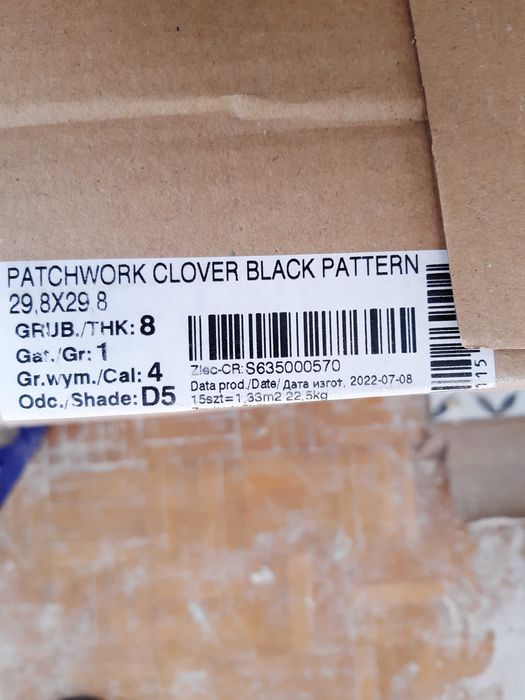 PATCHWORK CLOVER BLACK PATTERN
29,8X29,8
GRUB./THK: 8
Gat./Gr: 1
Gr.wym./Cal: 4
Odc./Shade: D5
Zlec-CR: S635000570
Data prod./Date/ Дата изгот. 2022-07-08
15szt=1,33m2 22,5kg
115